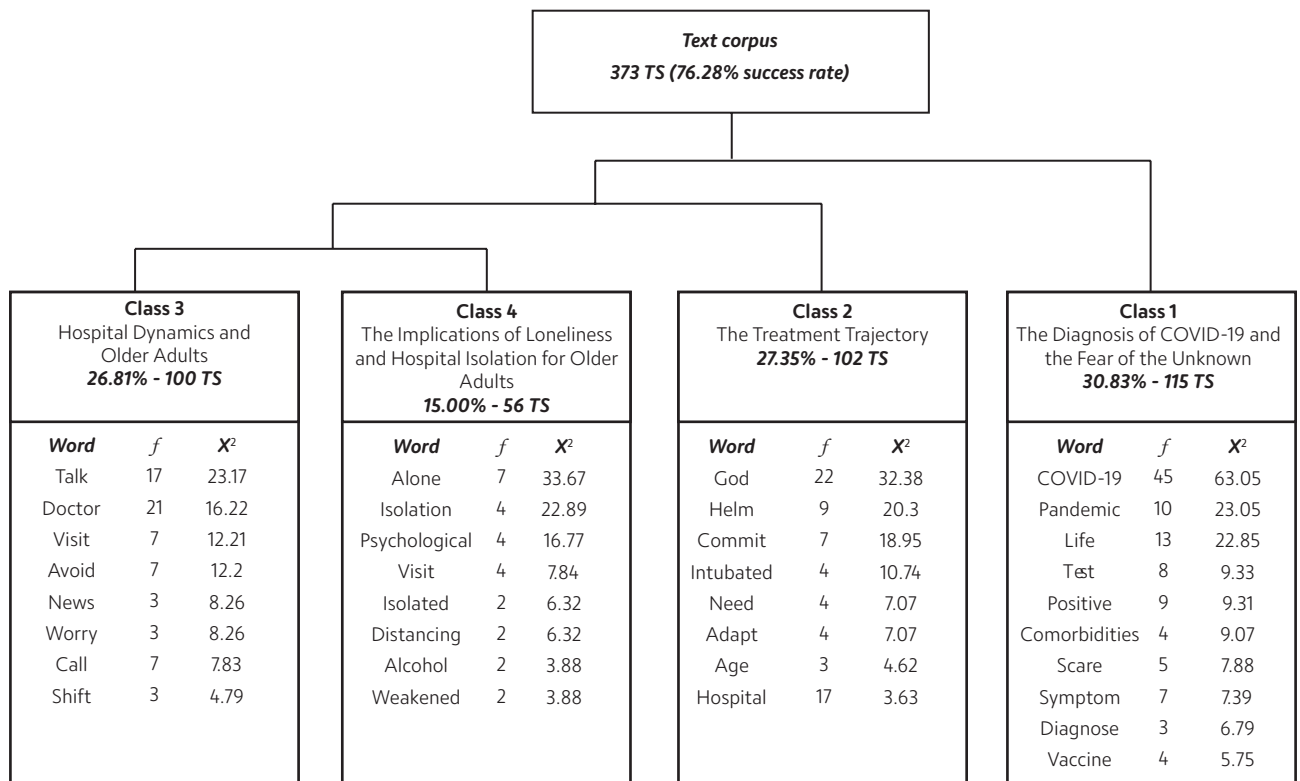 Text corpus
373 TS (76.28% success rate)
Class 3
Hospital Dynamics and
Older Adults
26.81% - 100 TS
Word f X²
Talk 17 23.17
Doctor 21 16.22
Visit 7 12.21
Avoid 7 12.2
News 3 8.26
Worry 3 8.26
Call 7 7.83
Shift 3 4.79
Class 4
The Implications of Loneliness
and Hospital Isolation for Older
Adults
15.00% - 56 TS
Word f X²
Alone 7 33.67
Isolation 4 22.89
Psychological 4 16.77
Visit 4 7.84
Isolated 2 6.32
Distancing 2 6.32
Alcohol 2 3.88
Weakened 2 3.88
Class 2
The Treatment Trajectory
27.35% - 102 TS
Word f X²
God 22 32.38
Helm 9 20.3
Commit 7 18.95
Intubated 4 10.74
Need 4 7.07
Adapt 4 7.07
Age 3 4.62
Hospital 17 3.63
Class 1
The Diagnosis of COVID-19 and
the Fear of the Unknown
30.83% - 115 TS
Word f X²
COVID-19 45 63.05
Pandemic 10 23.05
Life 13 22.85
Test 8 9.33
Positive 9 9.31
Comorbidities 4 9.07
Scare 5 7.88
Symptom 7 7.39
Diagnose 3 6.79
Vaccine 4 5.75